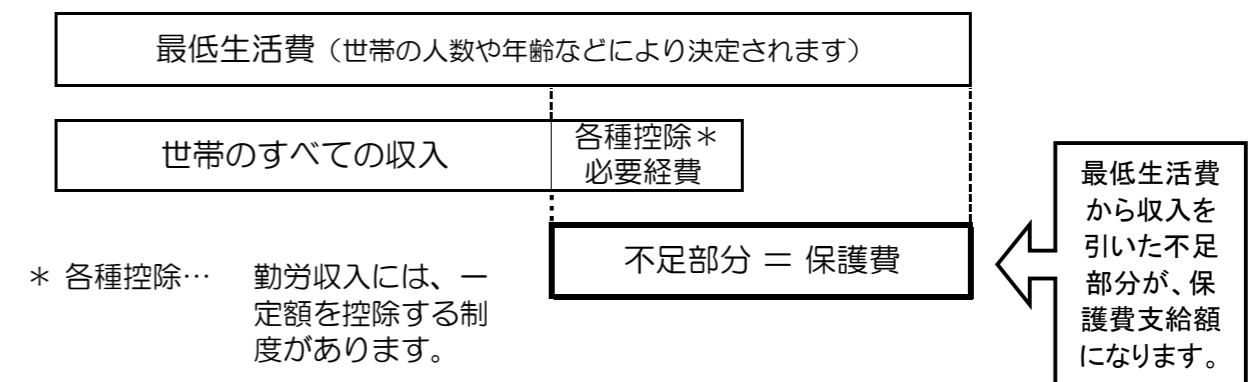 最低生活費（世帯の人数や年齢などにより決定されます）
世帯のすべての収入
各種控除＊
必要経費
不足部分 ＝ 保護費
＊ 各種控除… 勤労収入には、一
定額を控除する制
度があります。
最低生活費
から収入を
引いた不足
部分が、保
護費支給額
になります。